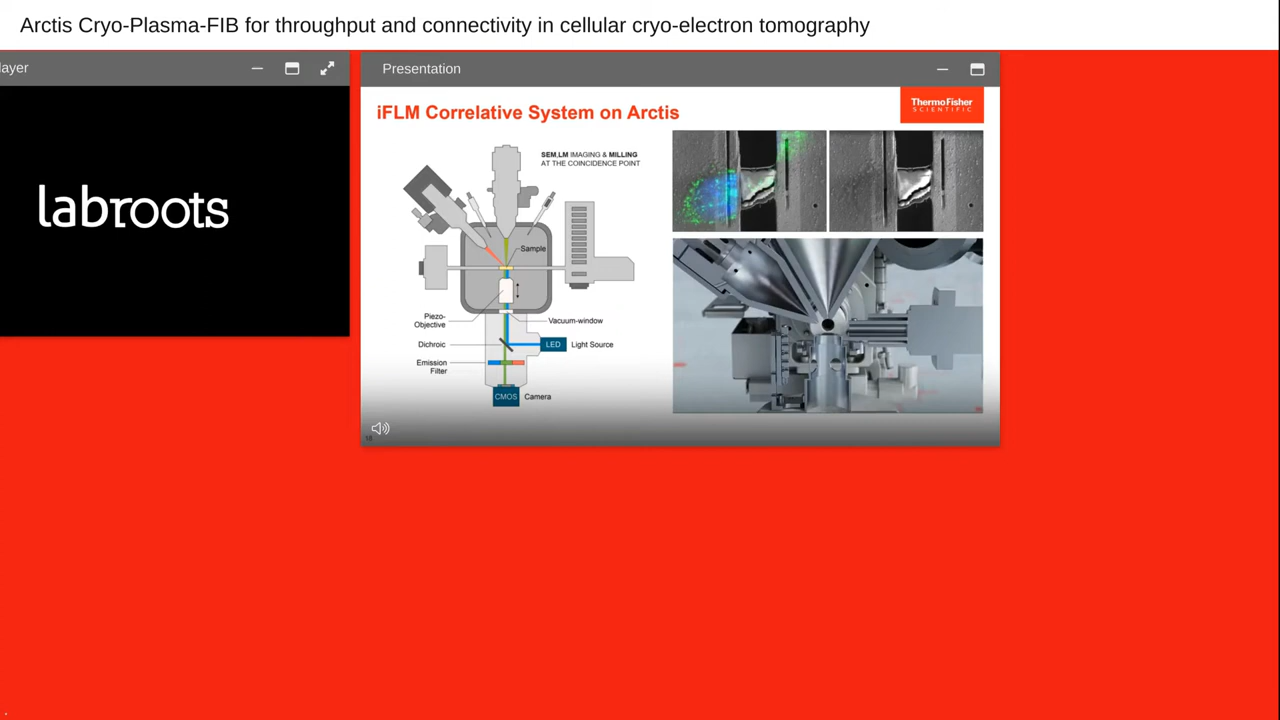 Arctis Cryo-Plasma-FIB for throughput and connectivity in cellular cryo-electron tomography
layer
Presentation
labroots
iFLM Correlative System on Arctis
ThermoFisher
SCIENTIFIC
SEM,LM IMAGING & MILLING
AT THE COINCIDENCE POINT
Sample
Piezo-
Objective
Vacuum-window
Dichroic
LED
Light Source
Emission
Filter
CMOS
Camera
18